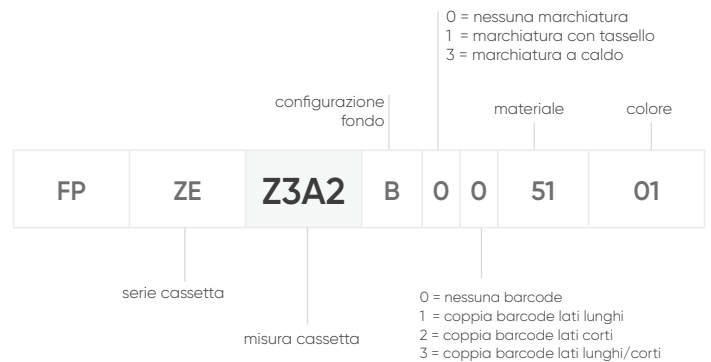 0 = nessuna marchiatura
1 = marchiatura con tassello
3 = marchiatura a caldo
configurazione
fondo
materiale
colore
FP ZE Z3A2 B 0 0 51 01
serie cassetta
misura cassetta
0 = nessuna barcode
1 = coppia barcode lati lunghi
2 = coppia barcode lati corti
3 = coppia barcode lati lunghi/corti